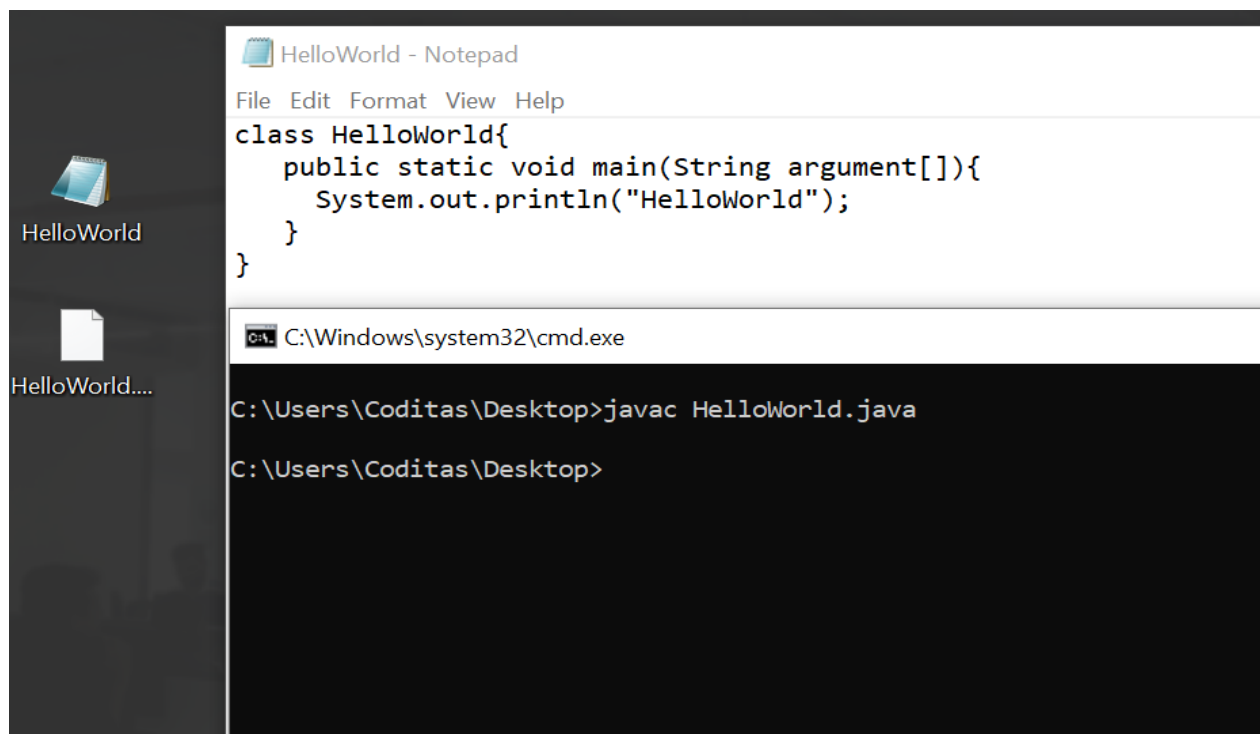 HelloWorld - Notepad
File Edit Format View Help
class HelloWorld{
   public static void main(String argument[]){
     System.out.println("HelloWorld");
   }
}
HelloWorld
HelloWorld....
C:\Windows\system32\cmd.exe
C:\Users\Coditas\Desktop>javac HelloWorld.java
C:\Users\Coditas\Desktop>